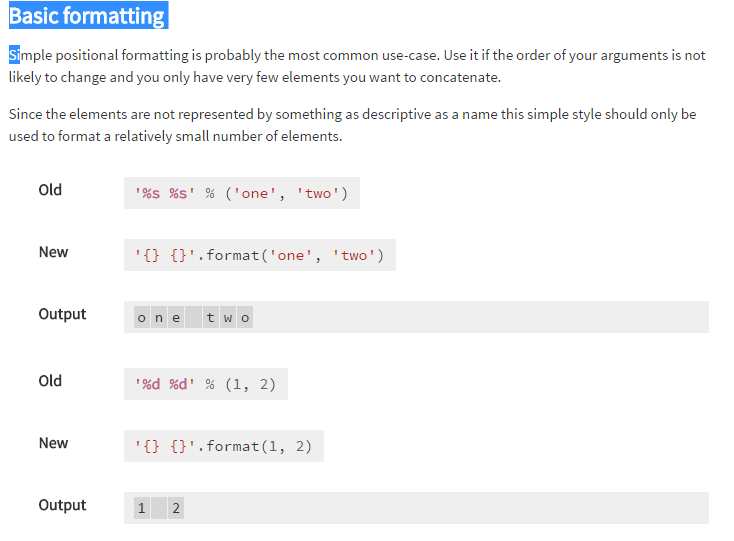 Basic formatting
Simple positional formatting is probably the most common use-case. Use it if the order of your arguments is not
likely to change and you only have very few elements you want to concatenate.
Since the elements are not represented by something as descriptive as a name this simple style should only be
used to format a relatively small number of elements.
Old '%s %s' % ('one', 'two')
New '{} {}'.format('one', 'two')
Output one two
Old '%d %d' % (1, 2)
New '{} {}'.format(1, 2)
Output 1 2